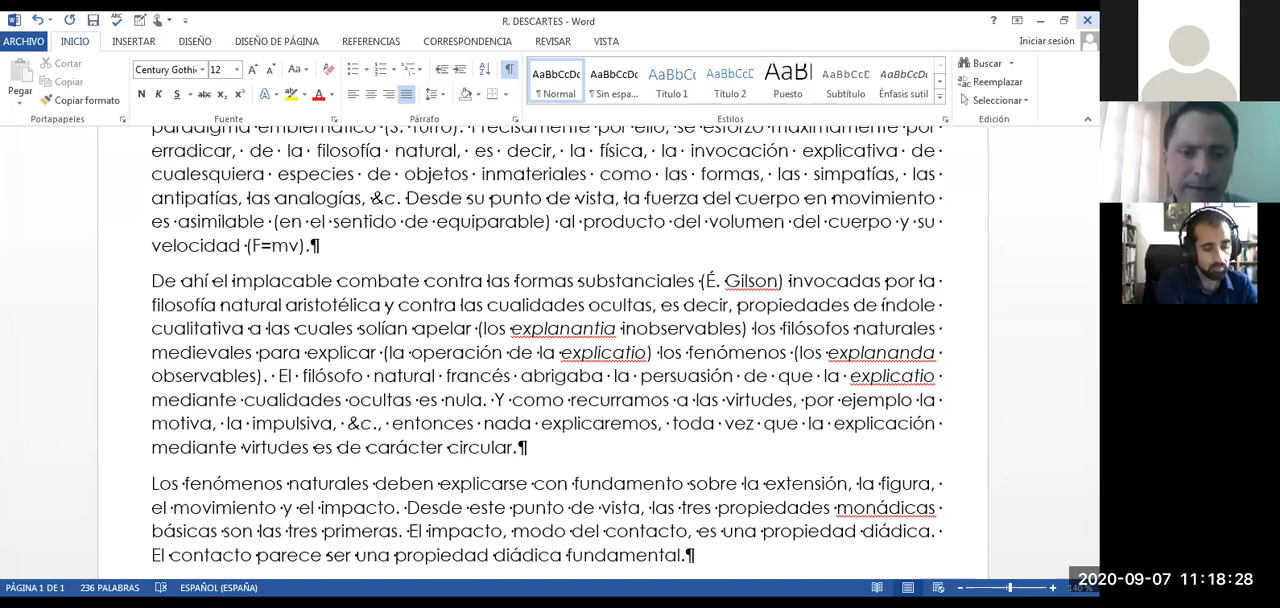 R. DESCARTES - Word
ARCHIVO INICIO INSERTAR DISEÑO DISEÑO DE PÁGINA REFERENCIAS CORRESPONDENCIA REVISAR VISTA Iniciar sesión
Pegar
Cortar
Copiar
Copiar formato
Portapapeles
Century Gothi 12
N K S abc x₂ x²
Fuente
Párrafo
AaBbCcDc AaBbCcDc AaBbC AaBbCcD AaBl AaBbCcD AaBbCcDc
¶ Normal ¶ Sin espa... Título 1 Título 2 Puesto Subtítulo Énfasis sutil
Estilos
Buscar
Reemplazar
Seleccionar
Edición
erradicar, de la filosofía natural, es decir, la física, la invocación explicativa de
cualesquiera especies de objetos inmateriales como las formas, las simpatías, las
antipatías, las analogías, &c. Desde su punto de vista, la fuerza del cuerpo en movimiento
es asimilable (en el sentido de equiparable) al producto del volumen del cuerpo y su
velocidad (F=mv).¶
De ahí el implacable combate contra las formas substanciales (É. Gilson) invocadas por la
filosofía natural aristotélica y contra las cualidades ocultas, es decir, propiedades de índole
cualitativa a las cuales solían apelar (los explanantia inobservables) los filósofos naturales
medievales para explicar (la operación de la explicatio) los fenómenos (los explananda
observables). El filósofo natural francés abrigaba la persuasión de que la explicatio
mediante cualidades ocultas es nula. Y como recurramos a las virtudes, por ejemplo la
motiva, la impulsiva, &c., entonces nada explicaremos, toda vez que la explicación
mediante virtudes es de carácter circular.¶
Los fenómenos naturales deben explicarse con fundamento sobre la extensión, la figura,
el movimiento y el impacto. Desde este punto de vista, las tres propiedades monádicas
básicas son las tres primeras. El impacto, modo del contacto, es una propiedad diádica.
El contacto parece ser una propiedad diádica fundamental.¶
PÁGINA 1 DE 1 236 PALABRAS ESPAÑOL (ESPAÑA) 140 %
2020-09-07 11:18:28